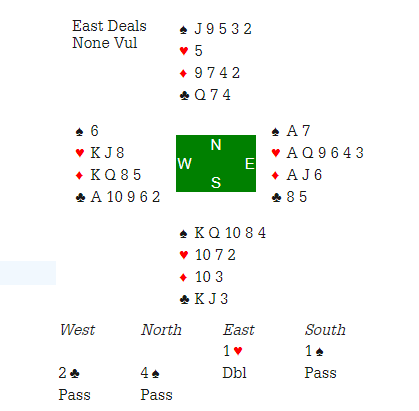 East Deals
None Vul
♠ J 9 5 3 2
♥ 5
♦ 9 7 4 2
♣ Q 7 4
♠ 6
♥ K J 8
♦ K Q 8 5
♣ A 10 9 6 2
N
W E
S
♠ A 7
♥ A Q 9 6 4 3
♦ A J 6
♣ 8 5
♠ K Q 10 8 4
♥ 10 7 2
♦ 10 3
♣ K J 3
West North East South
1 ♥ 1 ♠
2 ♣ 4 ♠ Dbl Pass
Pass Pass